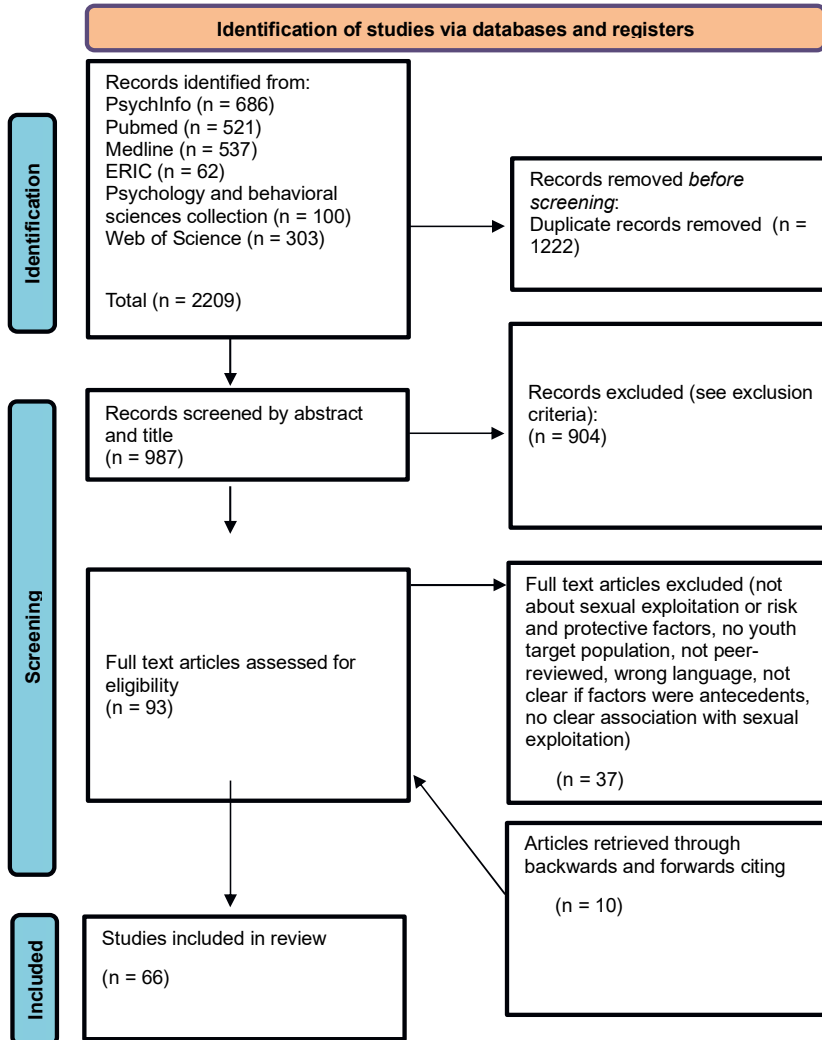 Identification of studies via databases and registers
Identification
Records identified from:
PsychInfo (n = 686)
Pubmed (n = 521)
Medline (n = 537)
ERIC (n = 62)
Psychology and behavioral
sciences collection (n = 100)
Web of Science (n = 303)
Total (n = 2209)
Records removed before
screening:
Duplicate records removed (n =
1222)
Screening
Records screened by abstract
and title
(n = 987)
Records excluded (see exclusion
criteria):
(n = 904)
Full text articles assessed for
eligibility
(n = 93)
Full text articles excluded (not
about sexual exploitation or risk
and protective factors, no youth
target population, not peer-
reviewed, wrong language, not
clear if factors were antecedents,
no clear association with sexual
exploitation)
(n = 37)
Articles retrieved through
backwards and forwards citing
(n = 10)
Included
Studies included in review
(n = 66)